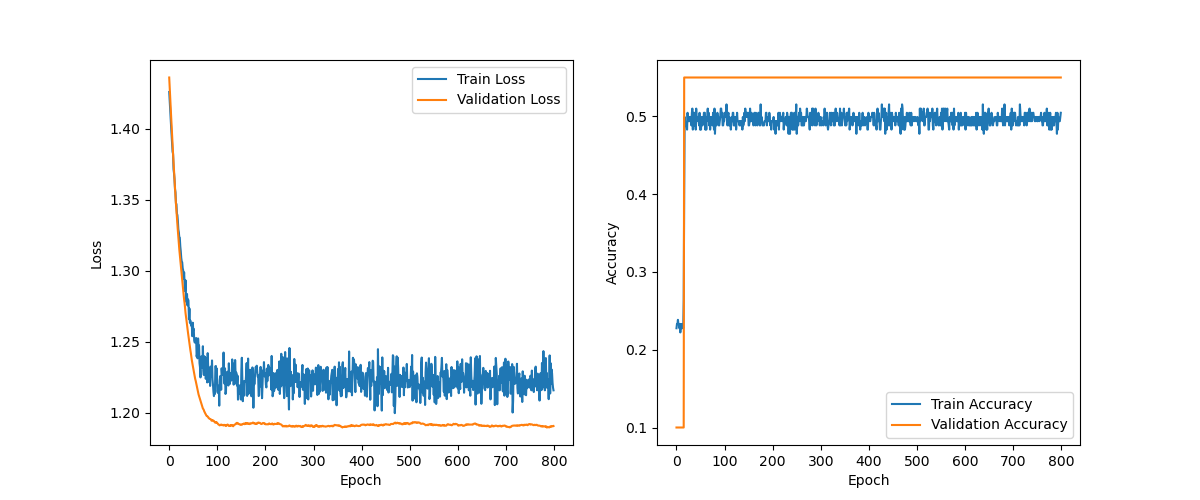 Train Loss
Validation Loss
1.40
1.35
1.30
1.25
1.20
Loss
0 100 200 300 400 500 600 700 800
Epoch
0.5
0.4
0.3
0.2
0.1
Accuracy
Train Accuracy
Validation Accuracy
0 100 200 300 400 500 600 700 800
Epoch